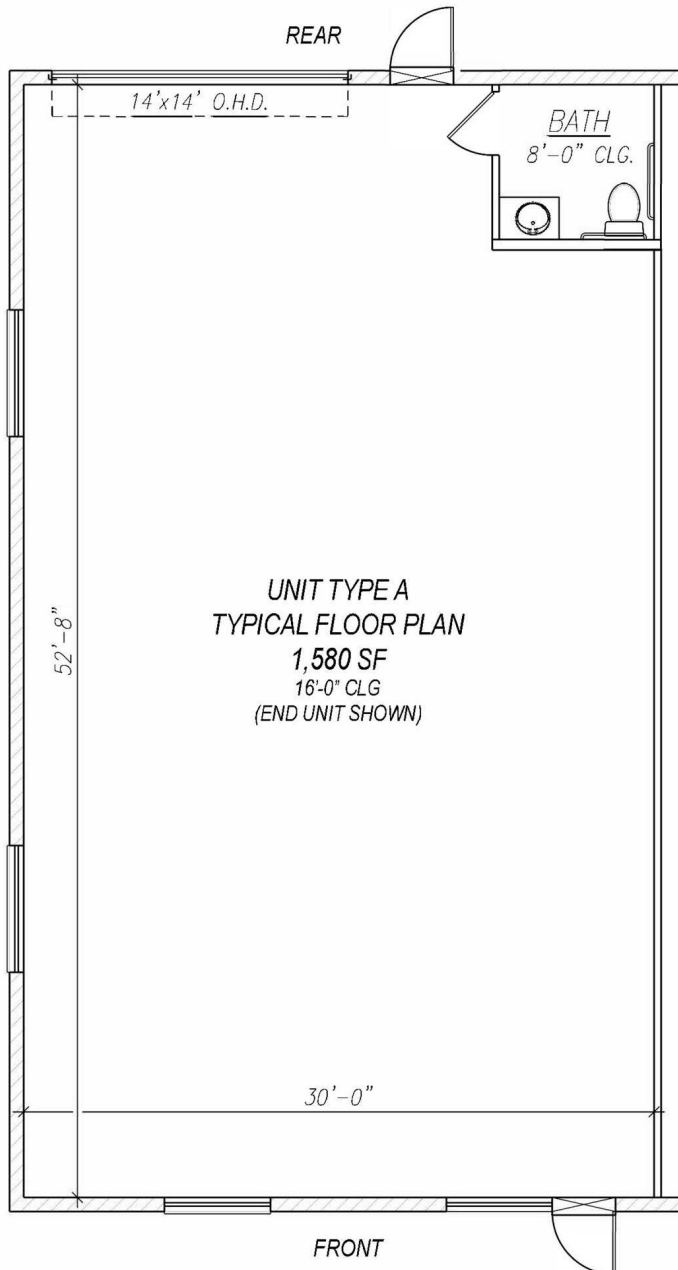 REAR
14'x14' O.H.D.
BATH
8'-0" CLG.
UNIT TYPE A
TYPICAL FLOOR PLAN
1,580 SF
16'-0" CLG
(END UNIT SHOWN)
52'-8"
30'-0"
FRONT